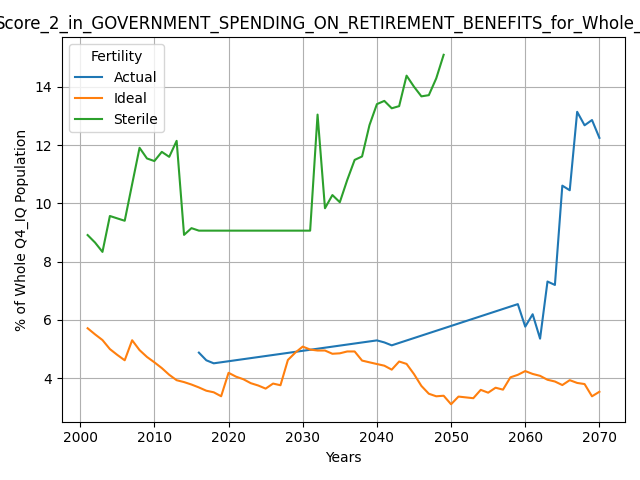 Score_2_in_GOVERNMENT_SPENDING_ON_RETIREMENT_BENEFITS_for_Whole_
Fertility
Actual
Ideal
Sterile
% of Whole Q4_IQ Population
14
12
10
8
6
4
2000 2010 2020 2030 2040 2050 2060 2070
Years